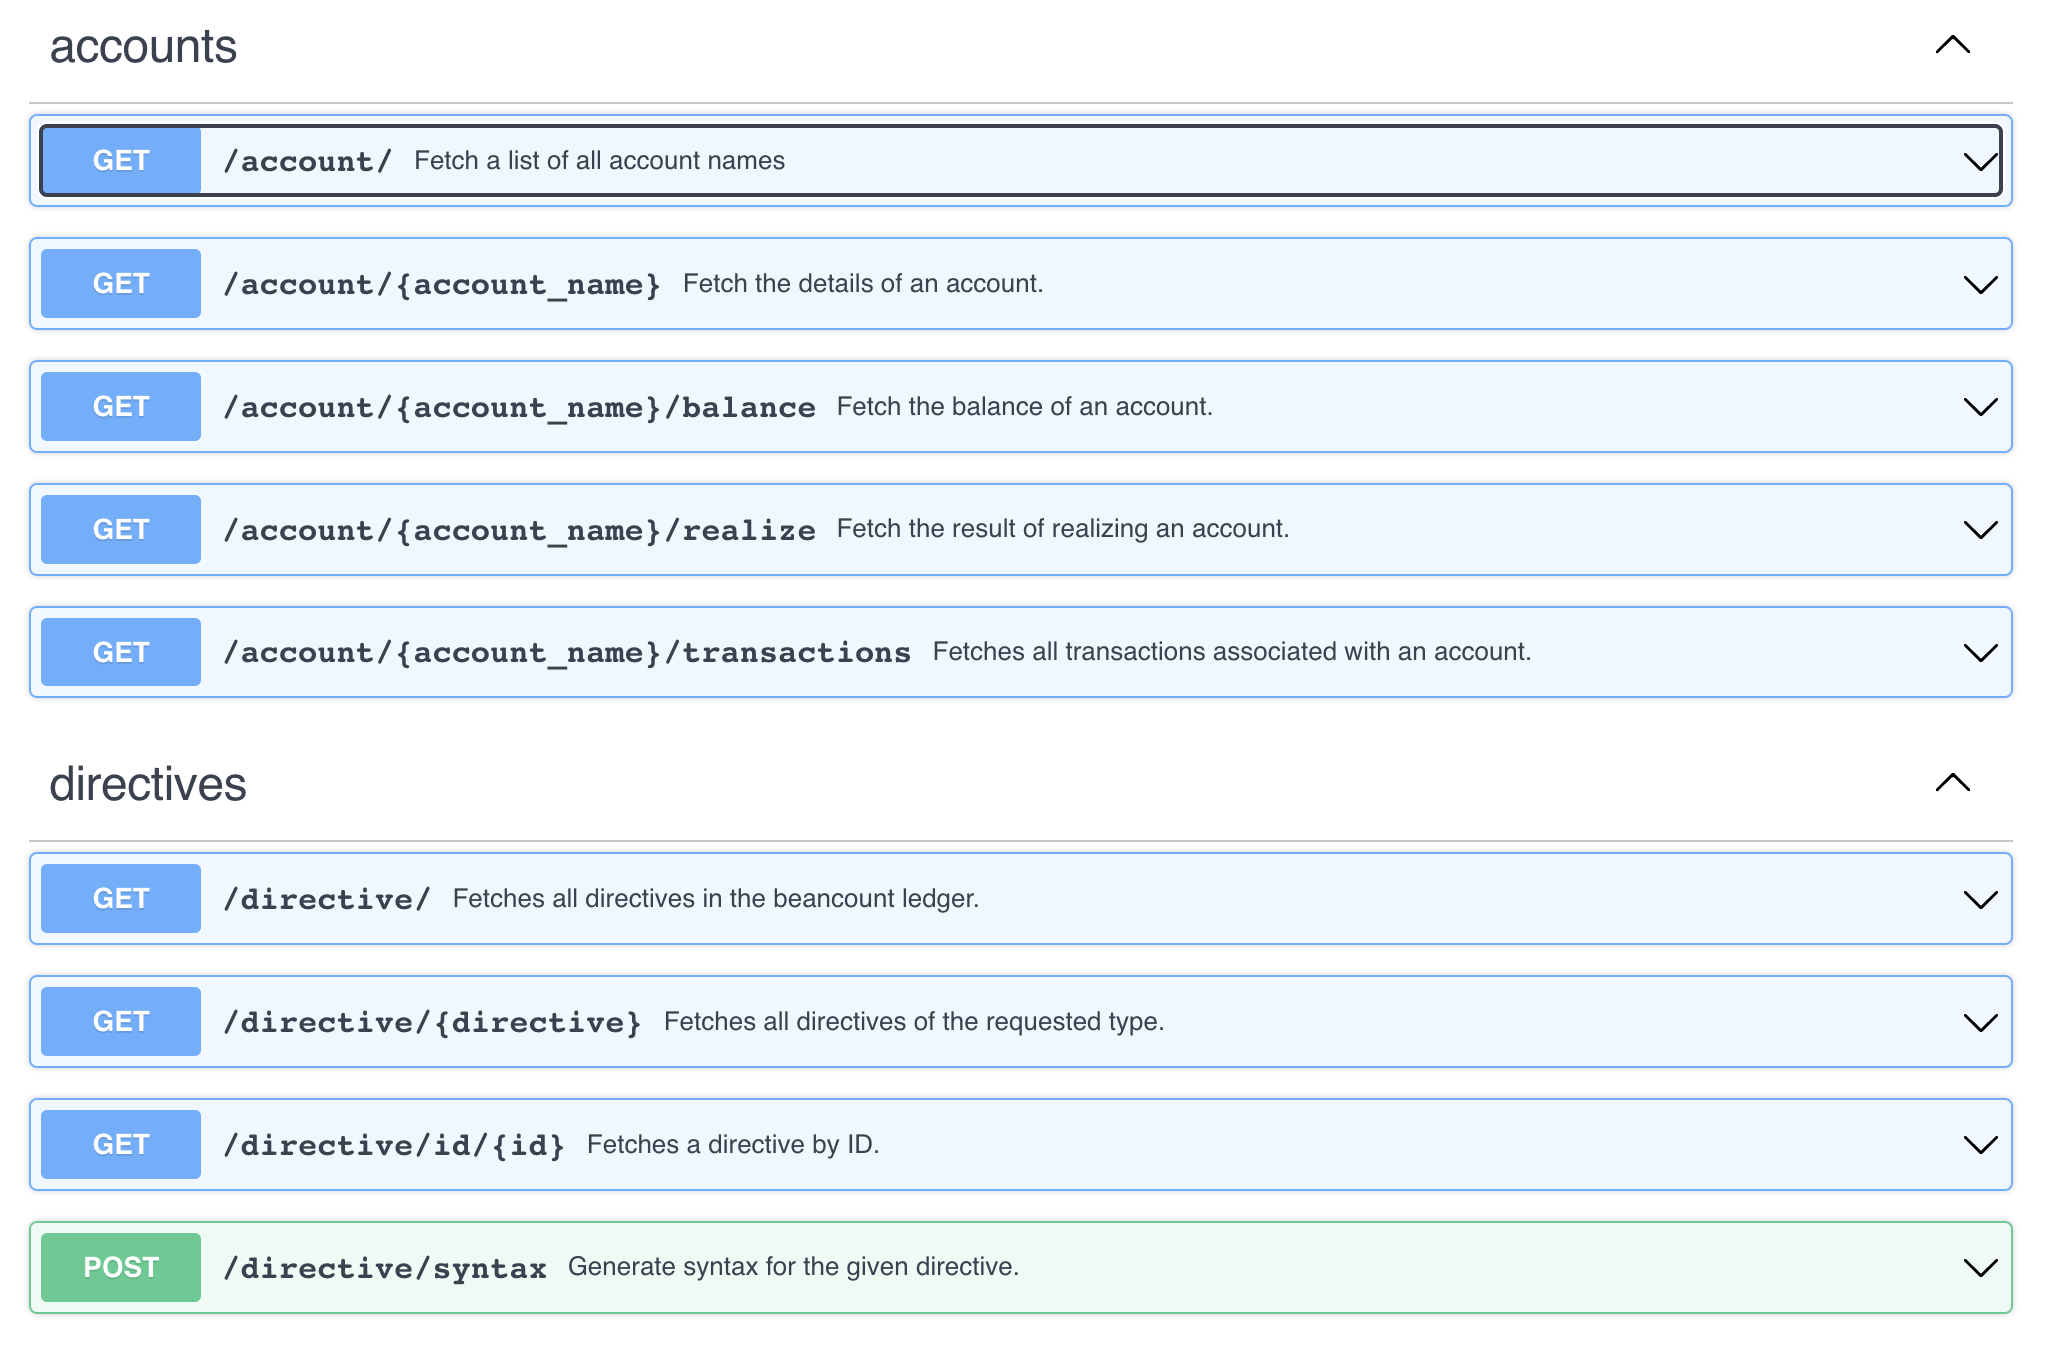 accounts
GET /account/ Fetch a list of all account names
GET /account/{account_name} Fetch the details of an account.
GET /account/{account_name}/balance Fetch the balance of an account.
GET /account/{account_name}/realize Fetch the result of realizing an account.
GET /account/{account_name}/transactions Fetches all transactions associated with an account.
directives
GET /directive/ Fetches all directives in the beancount ledger.
GET /directive/{directive} Fetches all directives of the requested type.
GET /directive/id/{id} Fetches a directive by ID.
POST /directive/syntax Generate syntax for the given directive.